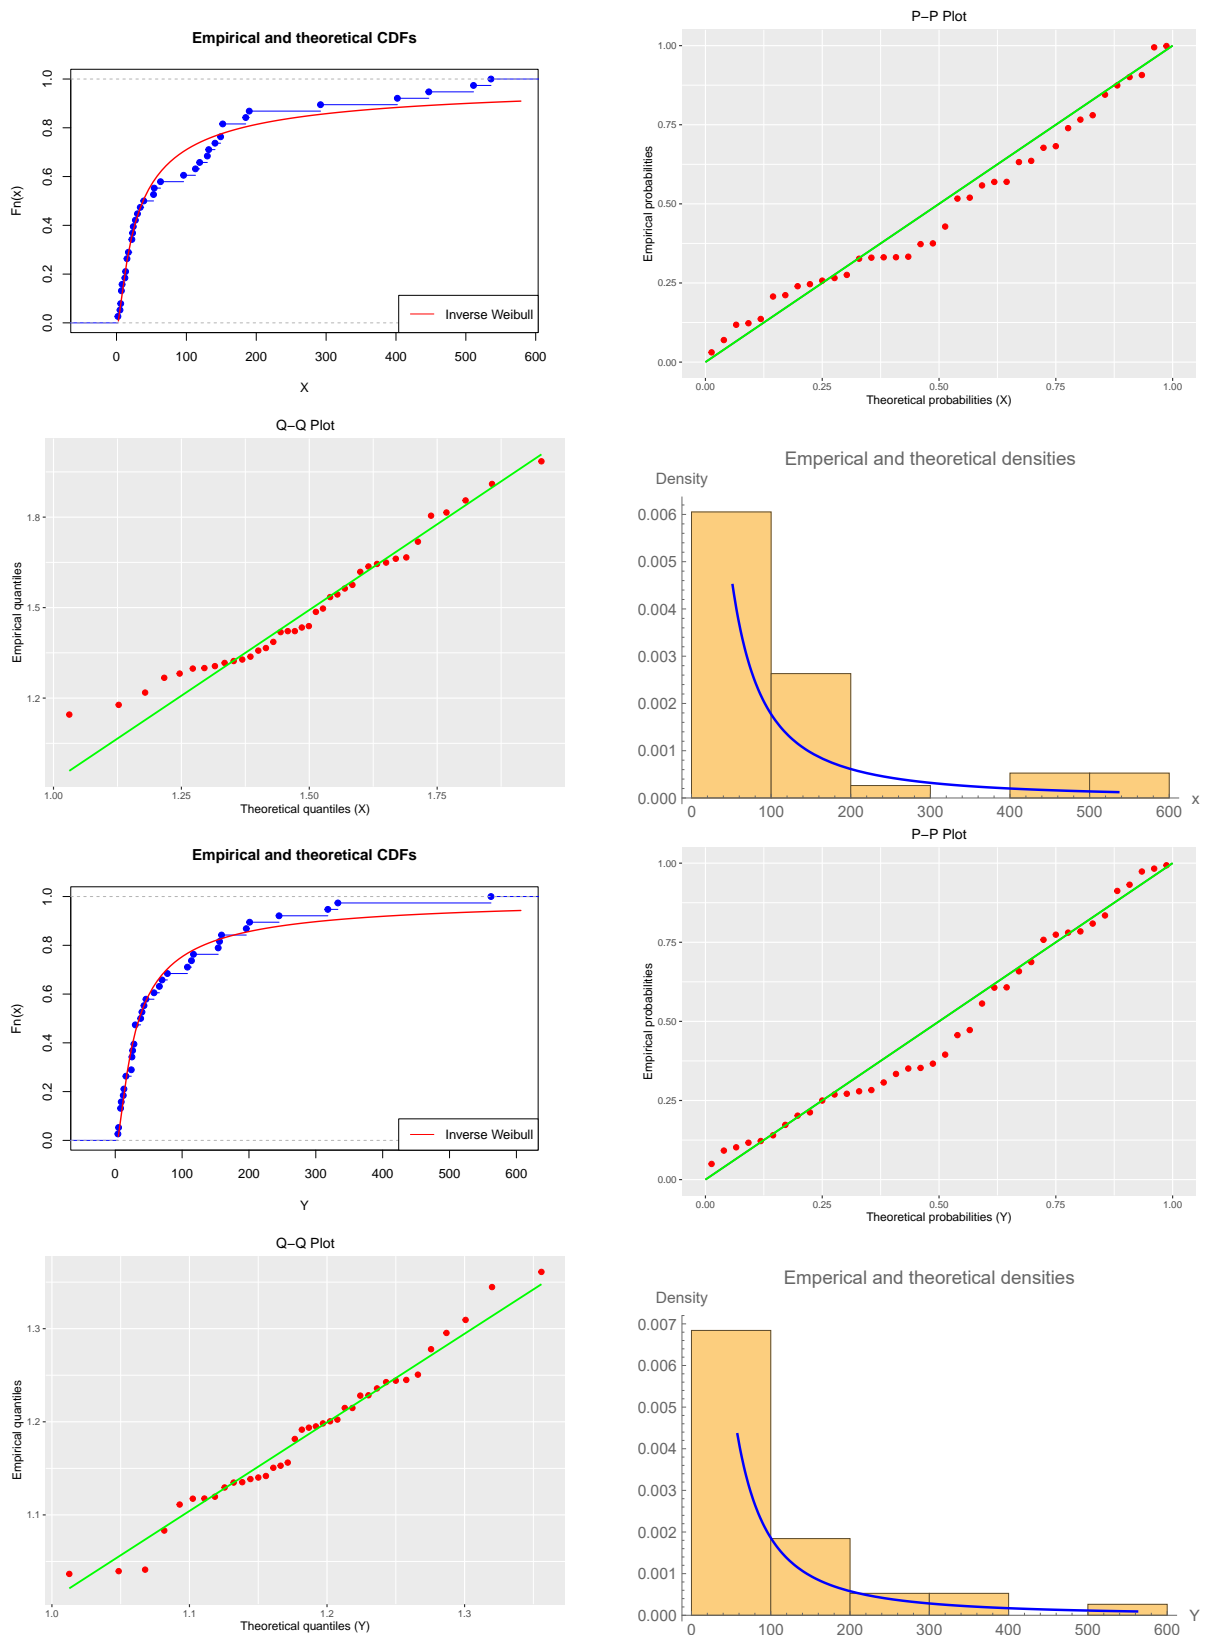 Empirical and theoretical CDFs
Fn(x)
1.0
0.8
0.6
0.4
0.2
0.0
Inverse Weibull
0 100 200 300 400 500 600
X
P−P Plot
Empirical probabilities
1.00
0.75
0.50
0.25
0.00
0.00 0.25 0.50 0.75 1.00
Theoretical probabilities (X)
Q−Q Plot
Empirical quantiles
1.8
1.5
1.2
1.00 1.25 1.50 1.75
Theoretical quantiles (X)
Emperical and theoretical densities
Density
0.006
0.005
0.004
0.003
0.002
0.001
0.000
0 100 200 300 400 500 600 x
Empirical and theoretical CDFs
Fn(x)
1.0
0.8
0.6
0.4
0.2
0.0
Inverse Weibull
0 100 200 300 400 500 600
Y
P−P Plot
Empirical probabilities
1.00
0.75
0.50
0.25
0.00
0.00 0.25 0.50 0.75 1.00
Theoretical probabilities (Y)
Q−Q Plot
Empirical quantiles
1.3
1.2
1.1
1.0 1.1 1.2 1.3
Theoretical quantiles (Y)
Emperical and theoretical densities
Density
0.007
0.006
0.005
0.004
0.003
0.002
0.001
0.000
0 100 200 300 400 500 600 Y